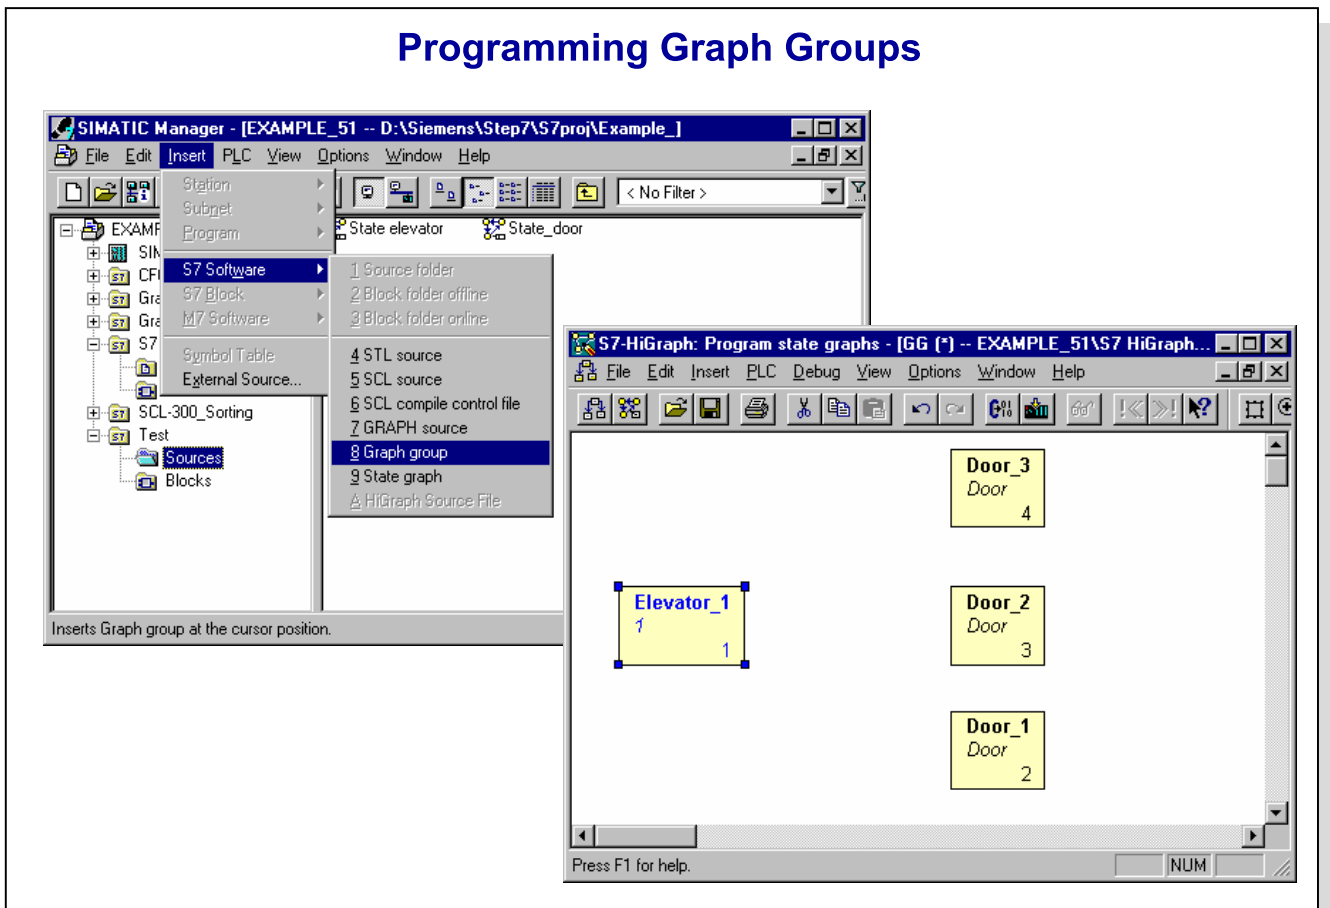 Programming Graph Groups
SIMATIC Manager - [EXAMPLE_51 -- D:\Siemens\Step7\S7proj\Example_]
File Edit Insert PLC View Options Window Help
< No Filter >
Station
Subnet
Program
S7 Software
S7 Block
M7 Software
Symbol Table
External Source...
1 Source folder
2 Block folder offline
3 Block folder online
4 STL source
5 SCL source
6 SCL compile control file
7 GRAPH source
8 Graph group
9 State graph
A HiGraph Source File
EXAMP
SIM
CF
Gra
Gra
S7
SCL-300_Sorting
Test
Sources
Blocks
State elevator State_door
Inserts Graph group at the cursor position.
S7-HiGraph: Program state graphs - [GG (*) -- EXAMPLE_51\S7 HiGraph...
File Edit Insert PLC Debug View Options Window Help
Door_3
Door
4
Elevator_1
1
Door_2
Door
3
Door_1
Door
2
Press F1 for help.
NUM